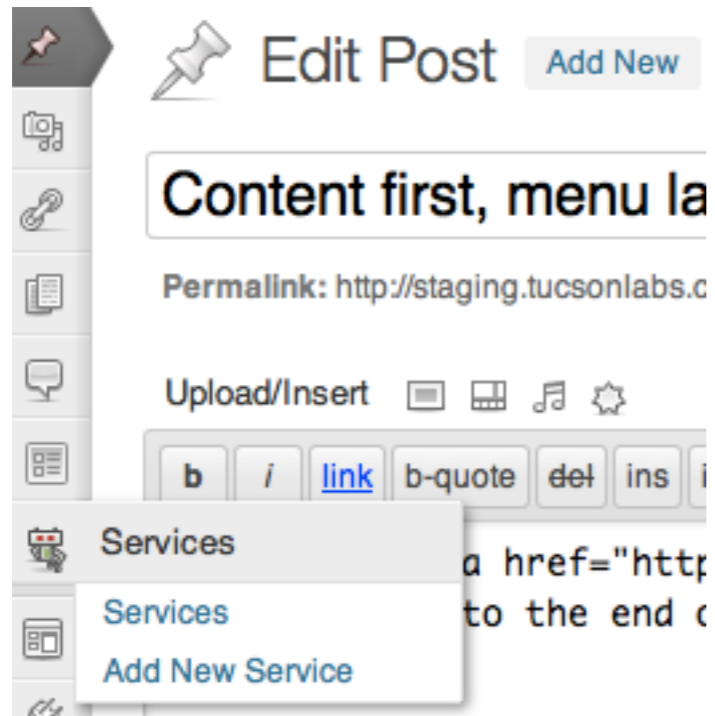 Edit Post Add New
Content first, menu la
Permalink: http://staging.tucsonlabs.c
Upload/Insert
b i link b-quote del ins i
Services
a href="http
Services
to the end
Add New Service